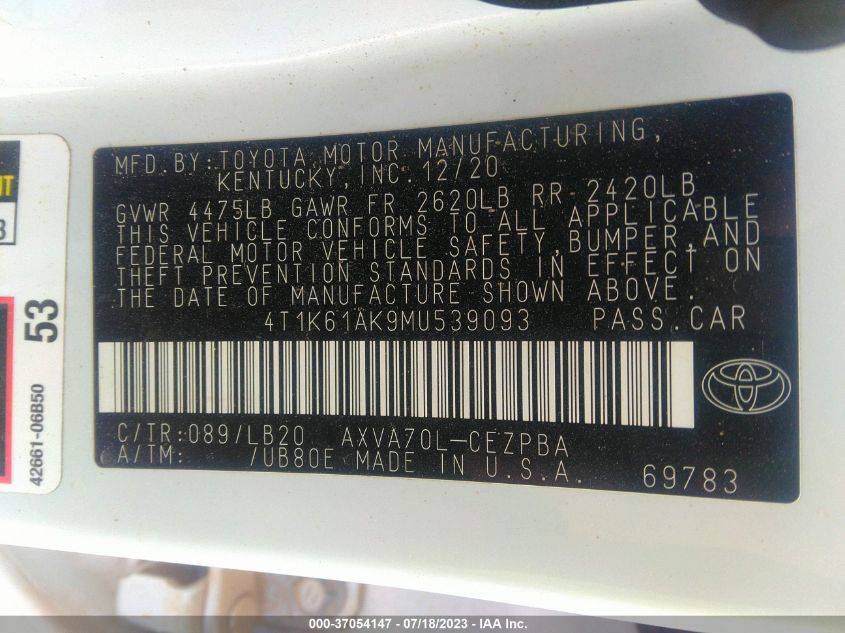 MFD. BY: TOYOTA MOTOR MANUFACTURING,
KENTUCKY, INC. 12/20
GVWR 4475LB GAWR FR 2620LB RR 2420LB
THIS VEHICLE CONFORMS TO ALL APPLICABLE
FEDERAL MOTOR VEHICLE SAFETY, BUMPER, AND
THEFT PREVENTION STANDARDS IN EFFECT ON
THE DATE OF MANUFACTURE SHOWN ABOVE.
4T1K61AK9MU539093 PASS. CAR
C/TR: 089/LB20 AXVA70L-CEZPBA
A/TM: /UB80E MADE IN U.S.A.
69783
53
42661-06B50
000-37054147 - 07/18/2023 - IAA Inc.